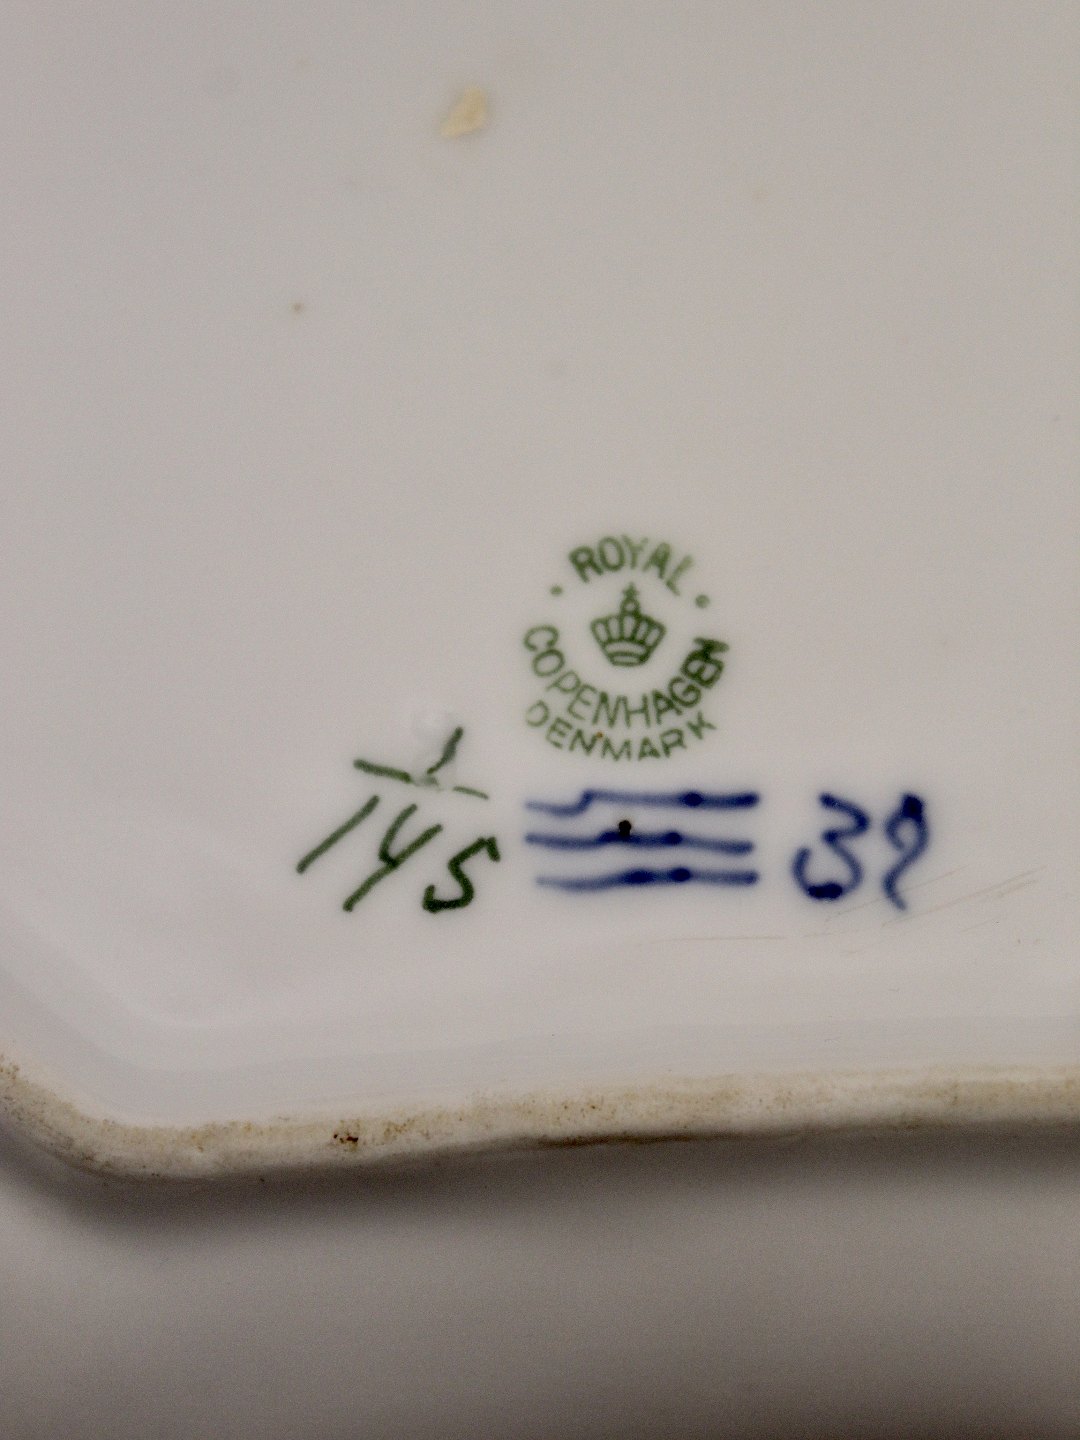 ROYAL
COPENHAGEN
DENMARK
1
145
39